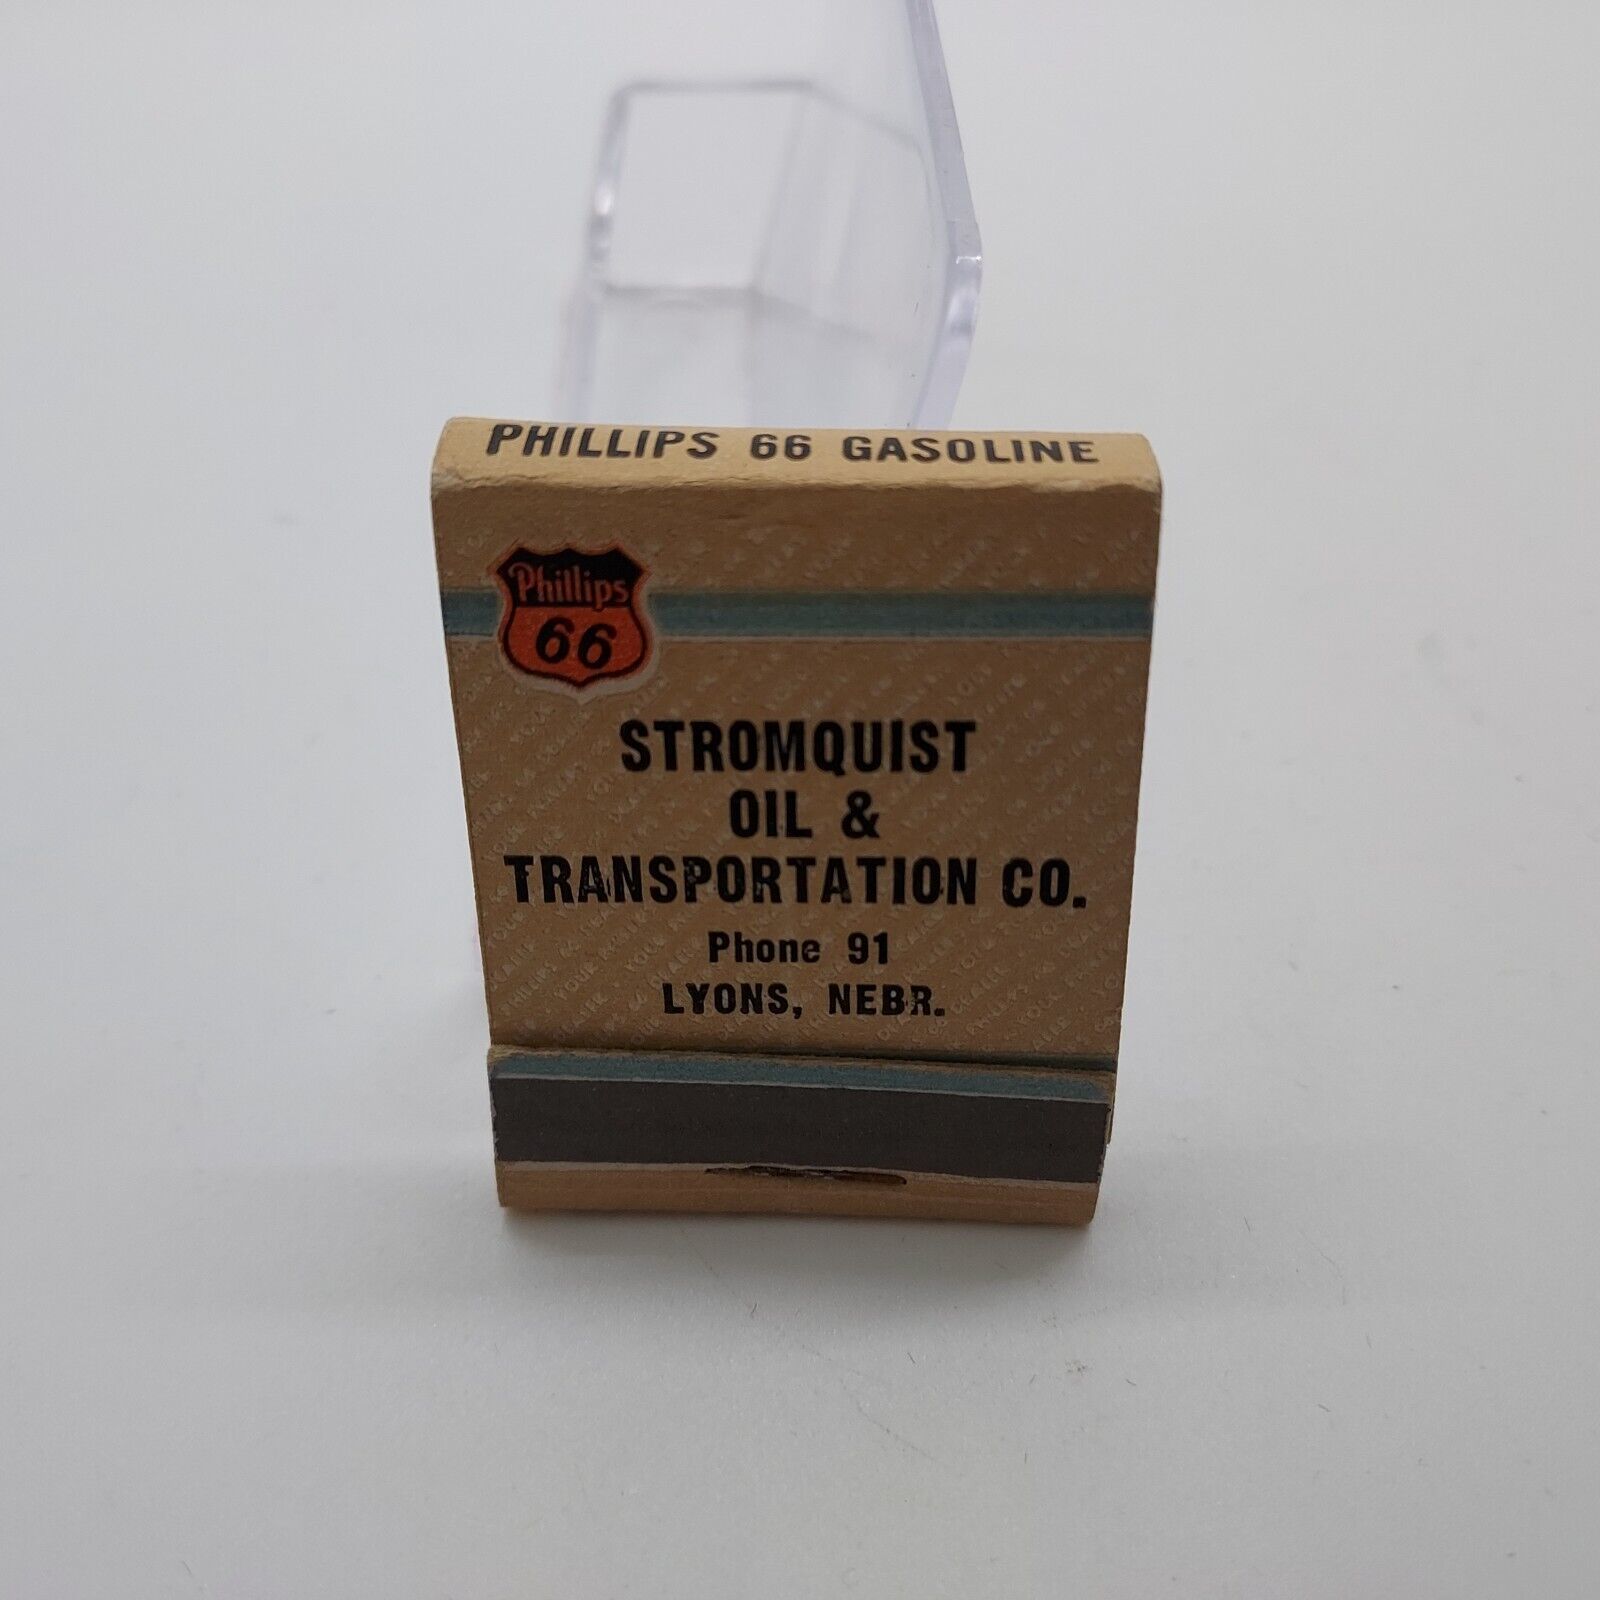 PHILLIPS 66 GASOLINE
Phillips
66
STROMQUIST
OIL &
TRANSPORTATION CO.
Phone 91
LYONS, NEBR.